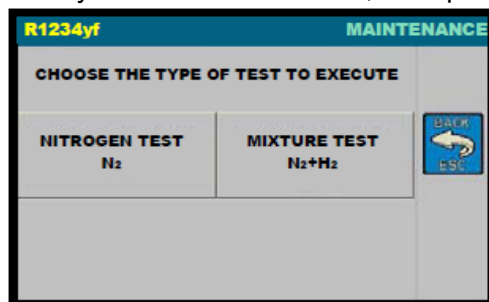 R1234yf MAINTENANCE
CHOOSE THE TYPE OF TEST TO EXECUTE
NITROGEN TEST
N₂
MIXTURE TEST
N₂+H₂
BACK
ESC